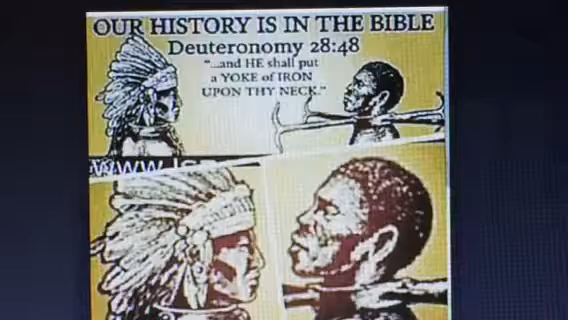 OUR HISTORY IS IN THE BIBLE
Deuteronomy 28:48
"...and HE shall put
a YOKE of IRON
UPON THY NECK."